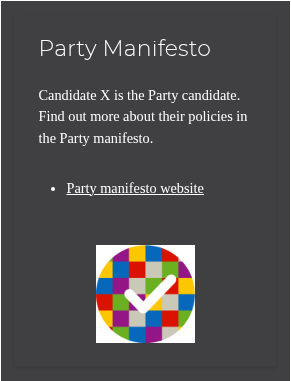 Party Manifesto
Candidate X is the Party candidate.
Find out more about their policies in
the Party manifesto.
Party manifesto website